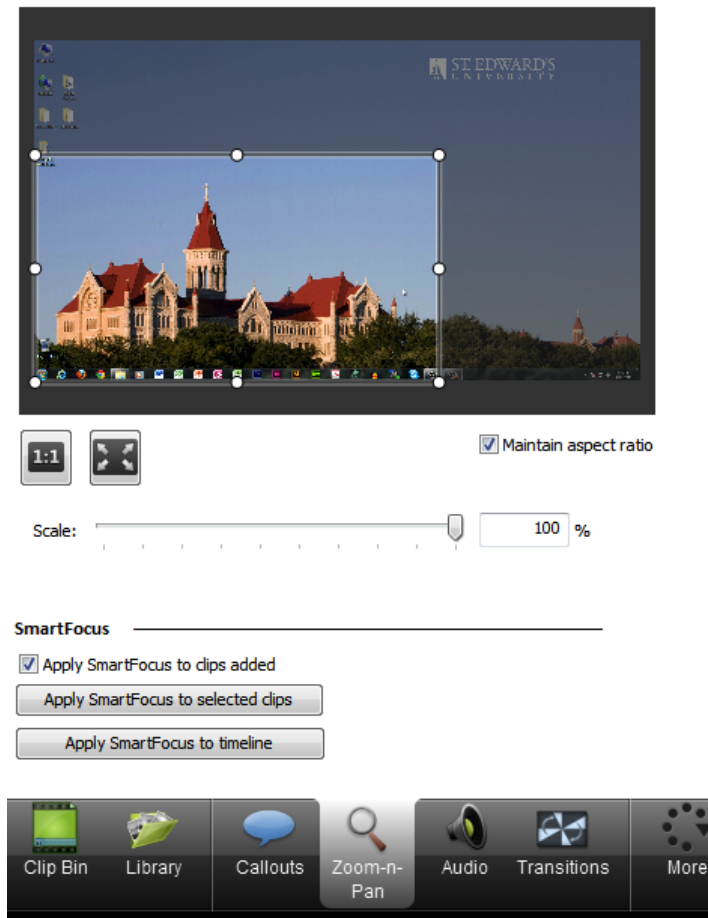 ST. EDWARD'S
UNIVERSITY
1:1
Maintain aspect ratio
Scale:
100 %
SmartFocus
Apply SmartFocus to clips added
Apply SmartFocus to selected clips
Apply SmartFocus to timeline
Clip Bin Library Callouts Zoom-n- Audio Transitions More
Pan